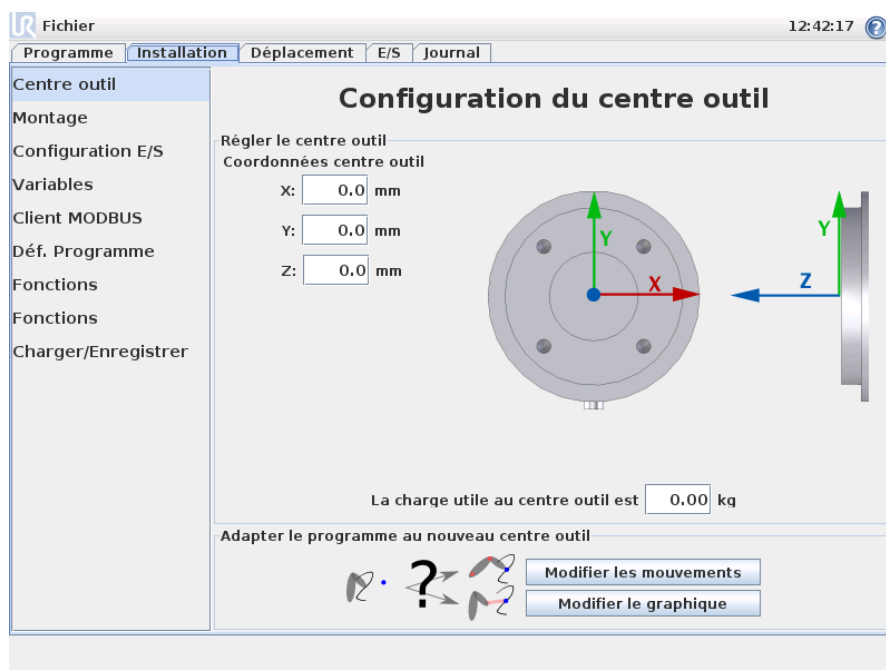 UR Fichier
12:42:17 ?
Programme Installation Déplacement E/S Journal
Centre outil
Montage
Configuration E/S
Variables
Client MODBUS
Déf. Programme
Fonctions
Fonctions
Charger/Enregistrer
Configuration du centre outil
Régler le centre outil
Coordonnées centre outil
X: 0.0 mm
Y: 0.0 mm
Z: 0.0 mm
Y
X
Y
Z
La charge utile au centre outil est 0.00 kg
Adapter le programme au nouveau centre outil
?
Modifier les mouvements
Modifier le graphique